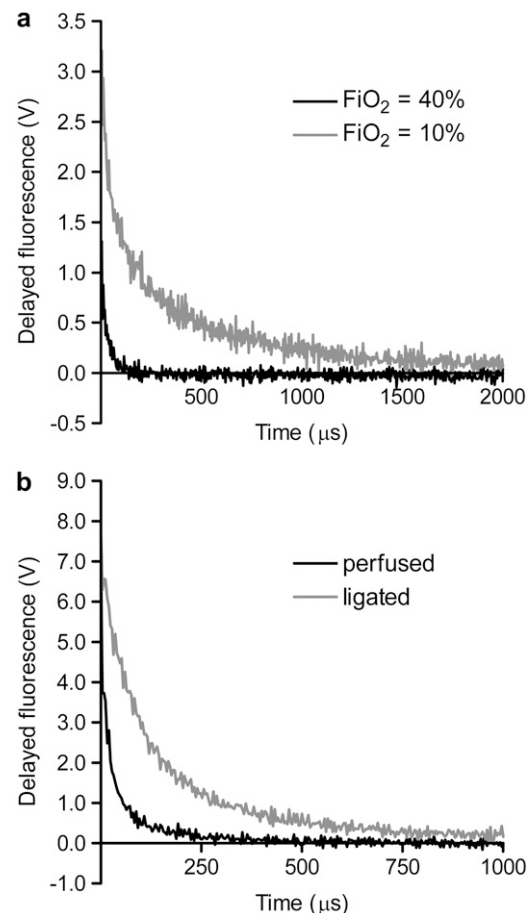 a
3.5
3.0
2.5
2.0
1.5
1.0
0.5
0.0
-0.5
Delayed fluorescence (V)
FiO₂ = 40%
FiO₂ = 10%
500
1000
1500
2000
Time (μs)
b
9.0
8.0
7.0
6.0
5.0
4.0
3.0
2.0
1.0
0.0
-1.0
Delayed fluorescence (V)
perfused
ligated
250
500
750
1000
Time (μs)